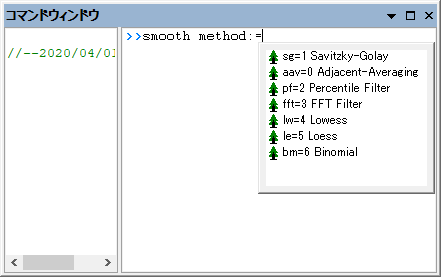 コマンドウィンドウ
//--2020/04/01
>>smooth method:=
sg=1 Savitzky-Golay
aav=0 Adjacent-Averaging
pf=2 Percentile Filter
fft=3 FFT Filter
lw=4 Lowess
le=5 Loess
bm=6 Binomial